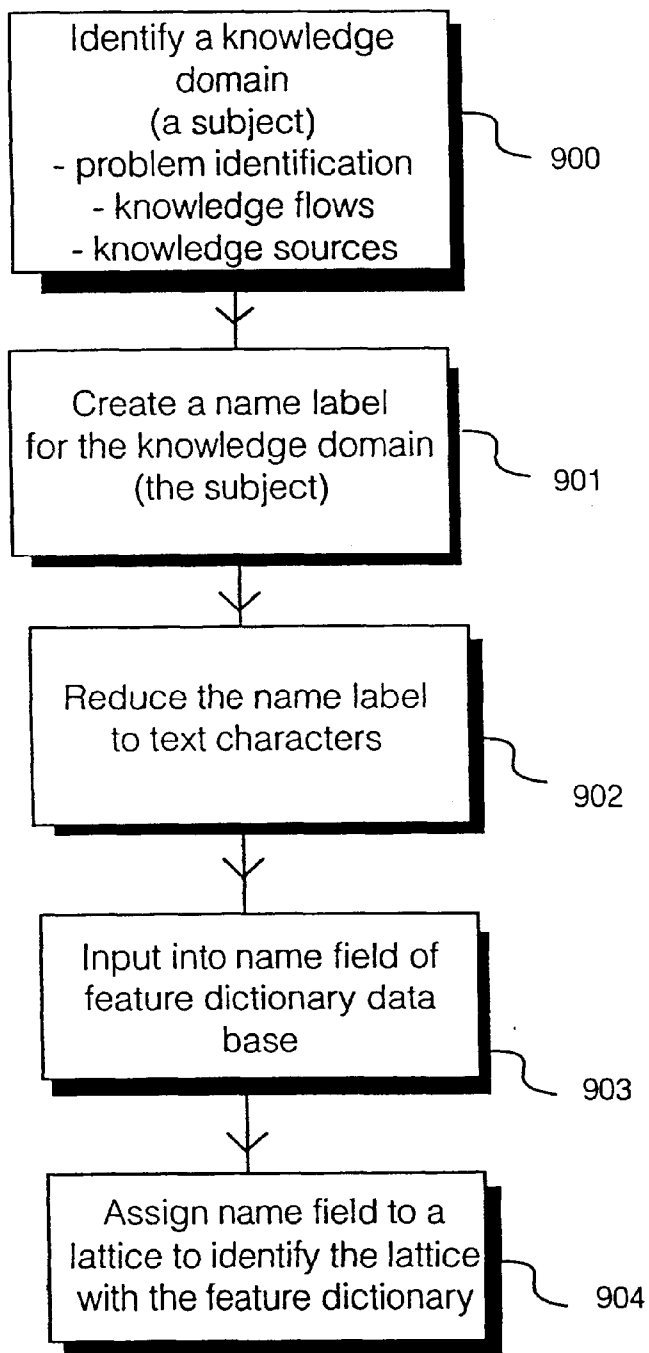 Identify a knowledge
domain
(a subject)
- problem identification
- knowledge flows
- knowledge sources
900
Create a name label
for the knowledge domain
(the subject)
901
Reduce the name label
to text characters
902
Input into name field of
feature dictionary data
base
903
Assign name field to a
lattice to identify the lattice
with the feature dictionary
904